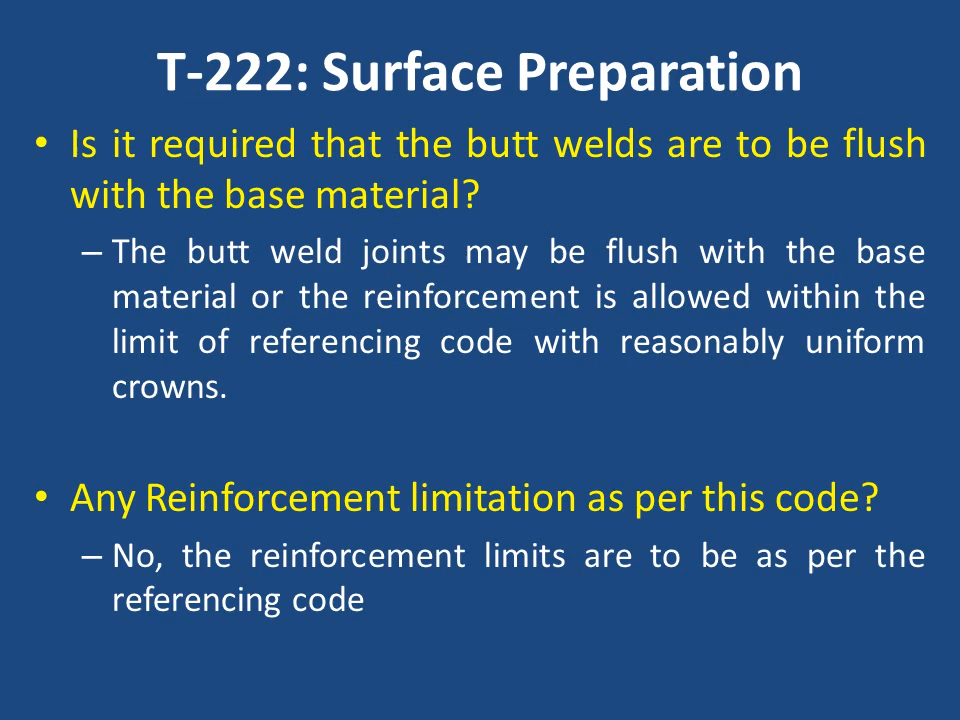 T-222: Surface Preparation
• Is it required that the butt welds are to be flush
with the base material?
– The butt weld joints may be flush with the base
material or the reinforcement is allowed within the
limit of referencing code with reasonably uniform
crowns.
• Any Reinforcement limitation as per this code?
– No, the reinforcement limits are to be as per the
referencing code